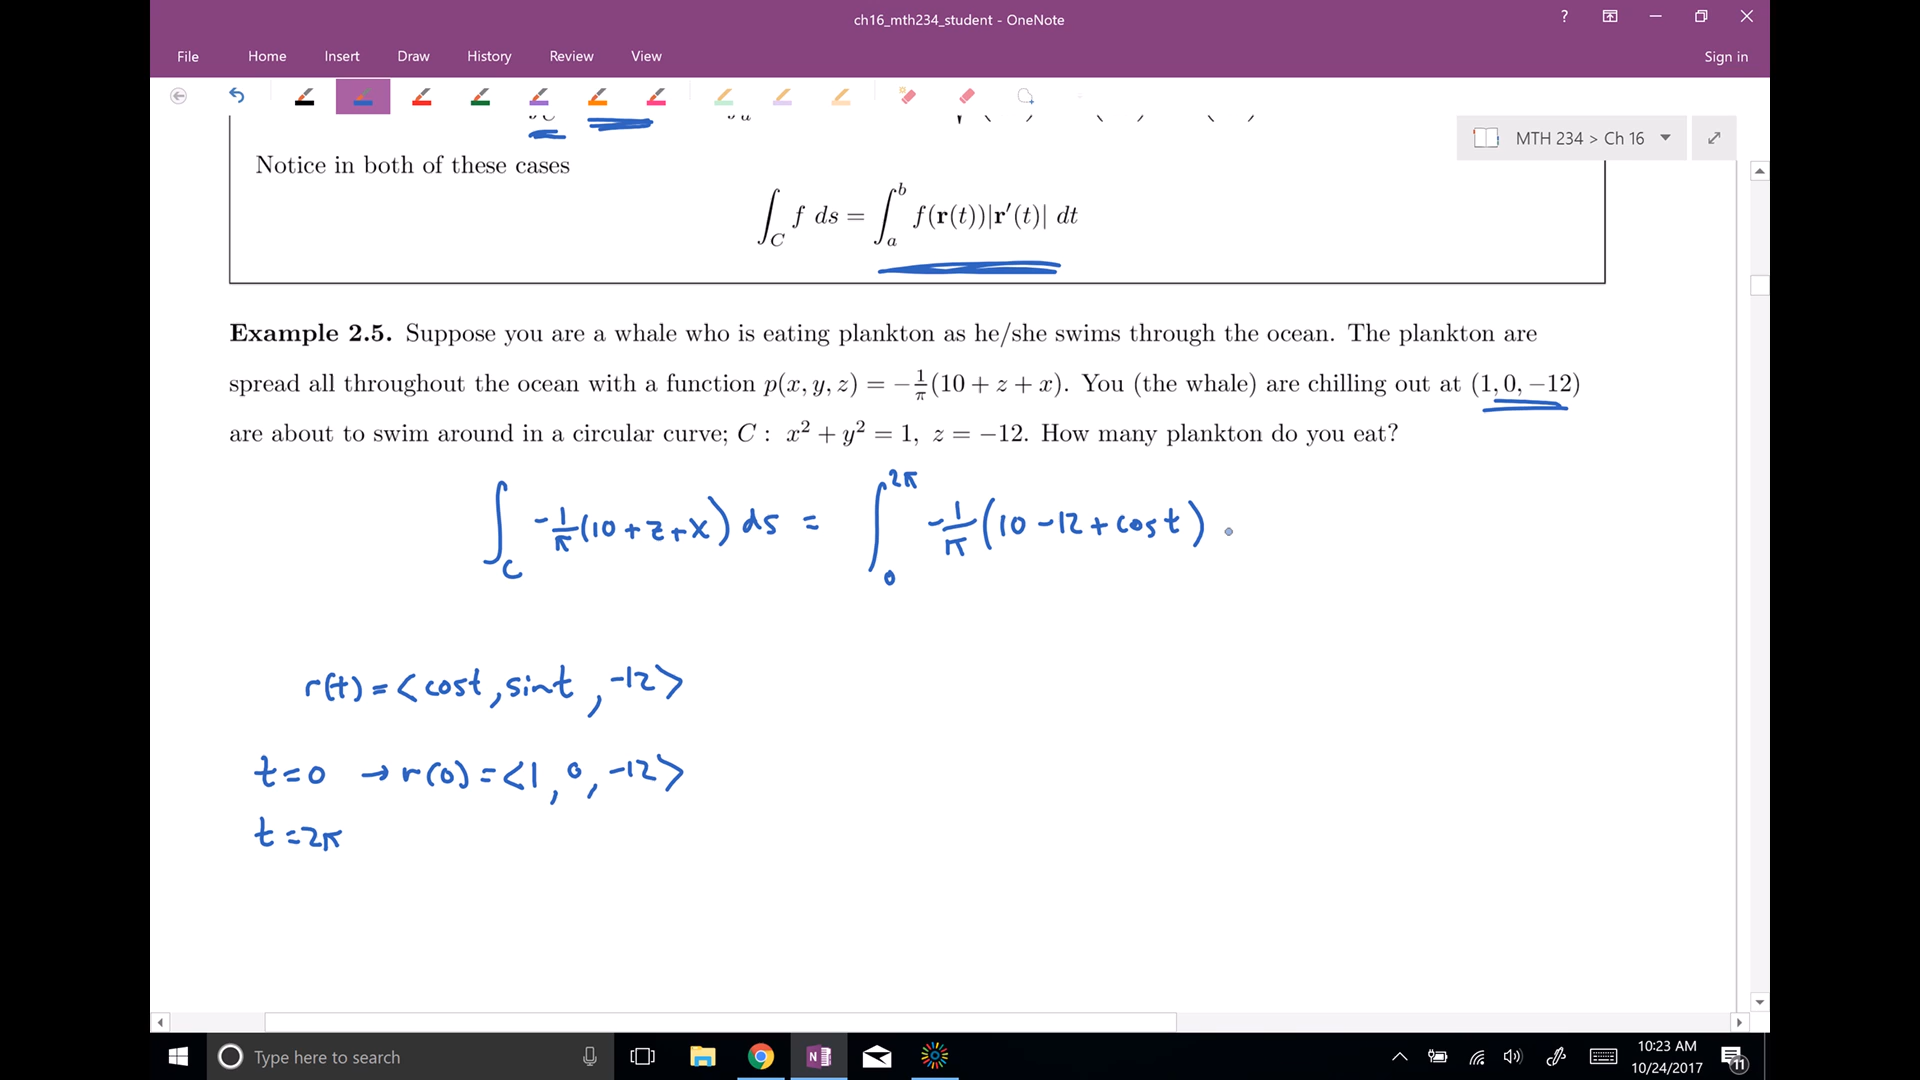 ch16_mth234_student - OneNote
?
File Home Insert Draw History Review View Sign in
MTH 234 > Ch 16
Notice in both of these cases
∫_C f ds = ∫_a^b f(r(t))|r′(t)| dt
Example 2.5. Suppose you are a whale who is eating plankton as he/she swims through the ocean. The plankton are
spread all throughout the ocean with a function p(x, y, z) = −1/π(10 + z + x). You (the whale) are chilling out at (1, 0, −12)
are about to swim around in a circular curve; C : x² + y² = 1, z = −12. How many plankton do you eat?
∫_C -1/π(10+z+x) ds = ∫_0^2π -1/π(10-12+cost)
r(t)=<cost, sint, -12>
t=0 → r(0)=<1, 0, -12>
t=2π
Type here to search
10:23 AM
10/24/2017
11